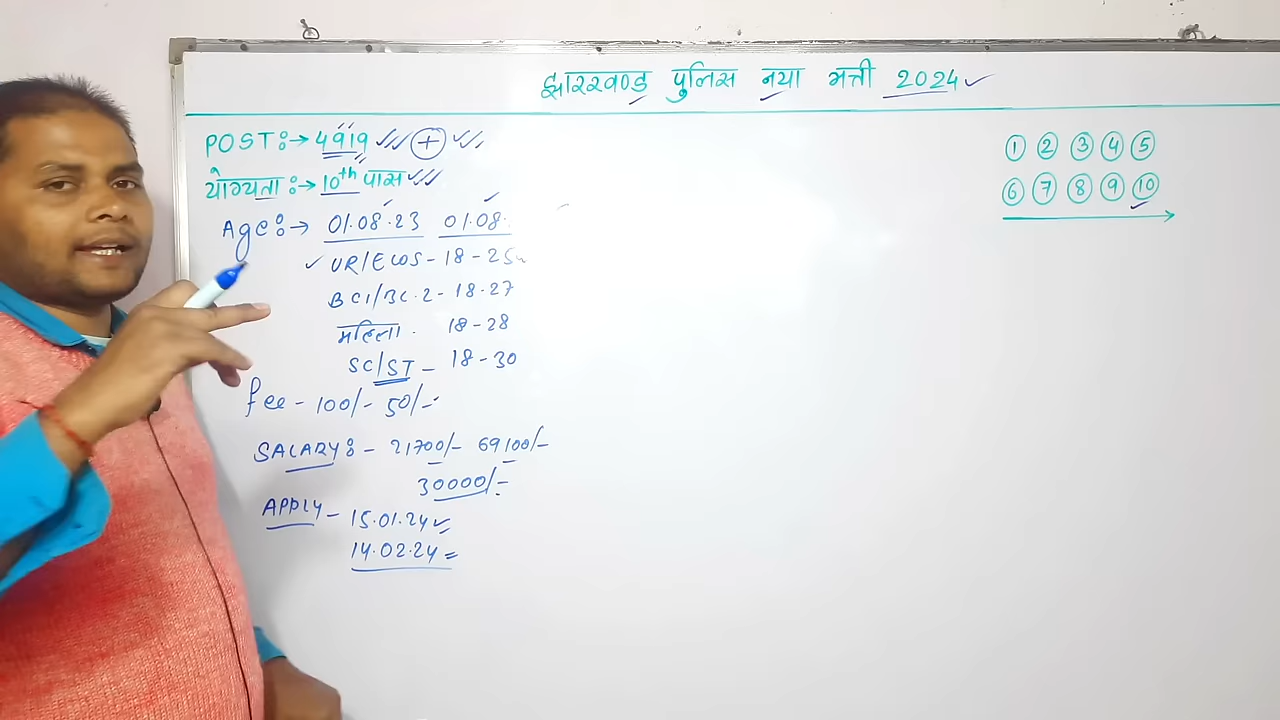 झारखण्ड पुलिस नया भर्ती 2024
POST:→ 4919 +
योग्यता :→ 10th पास
Age:→ 01.08.23 01.08.
UR/EWS - 18-25
BC1/BC.2 - 18-27
महिला. 18-28
SC/ST - 18-30
fee - 100/- 50/-
SALARY: - 21700/- 69100/-
30000/-
APPLY - 15.01.24
14.02.24
1 2 3 4 5
6 7 8 9 10